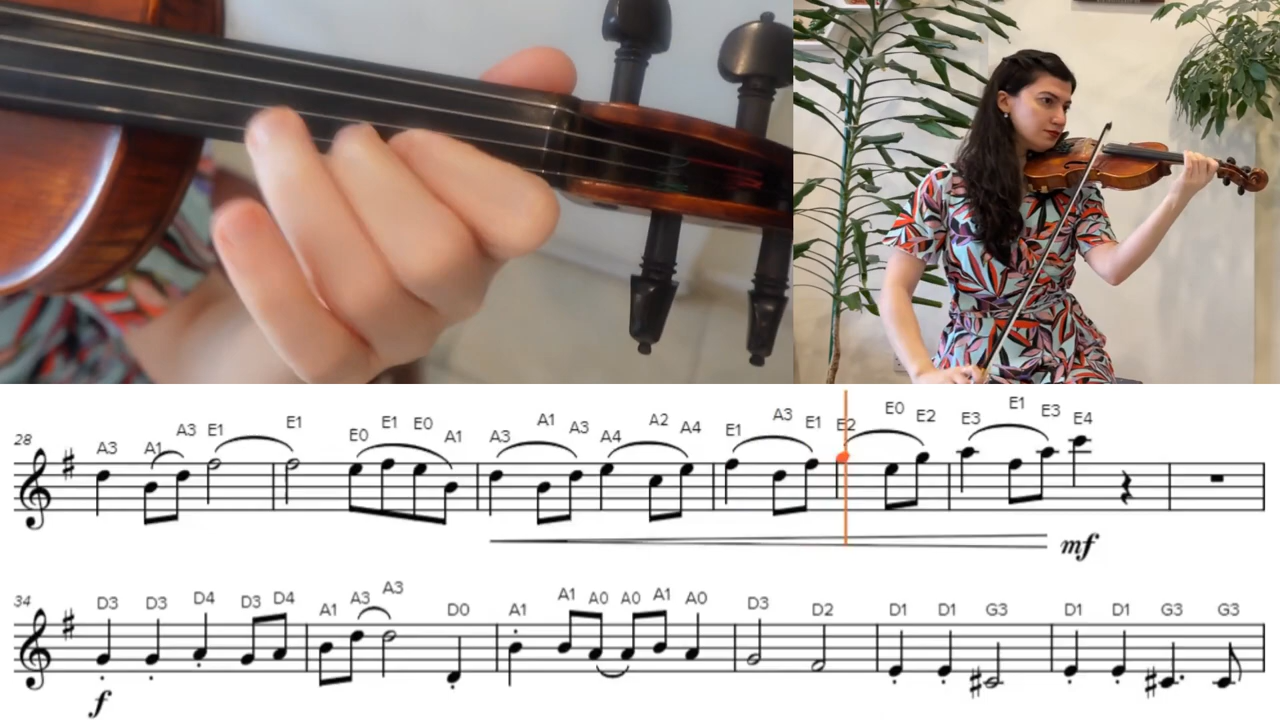 28 A3 A1 A3 E1 E1 E0 E1 E0 A1 A3 A1 A3 A4 A2 A4 E1 A3 E1 E2 E0 E2 E3 E1 E3 E4
mf
34 D3 D3 D4 D3 D4 A1 A3 A3 D0 A1 A1 A0 A0 A1 A0 D3 D2 D1 D1 G3 D1 D1 G3 G3
f